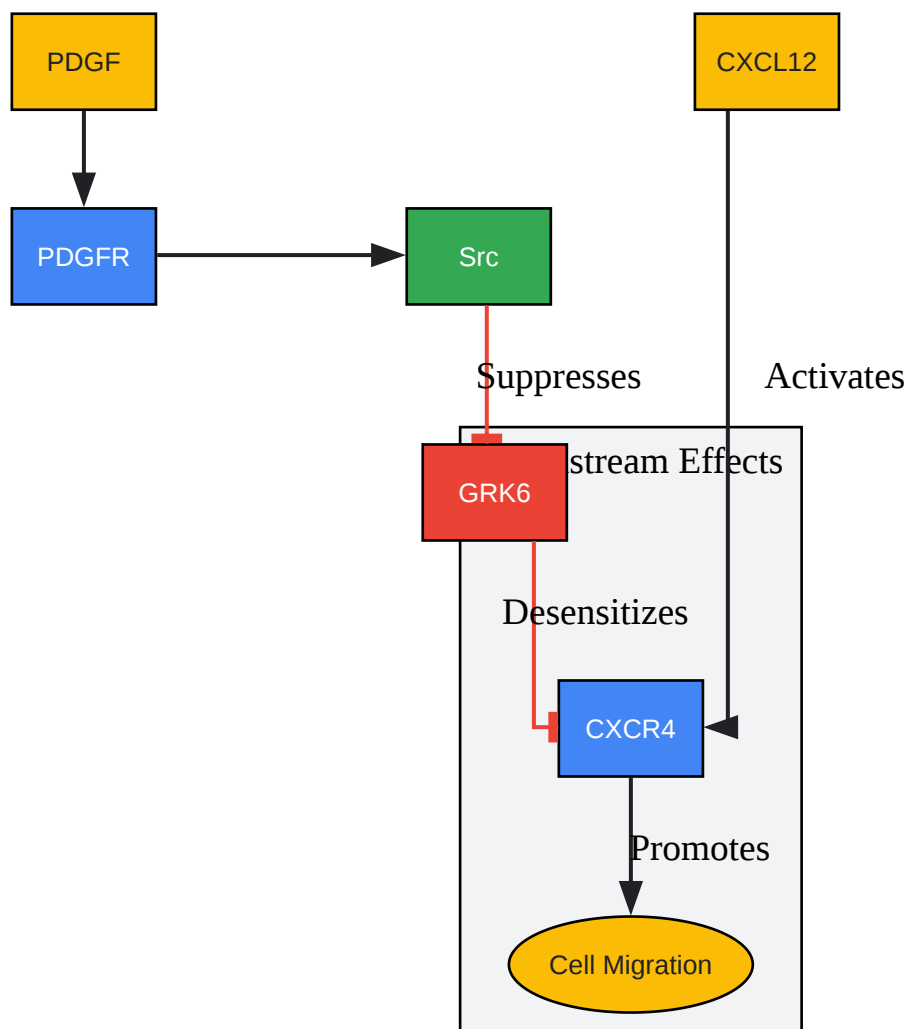 PDGF
CXCL12
PDGFR
Src
Suppresses
Activates
stream Effects
GRK6
Desensitizes
CXCR4
Promotes
Cell Migration